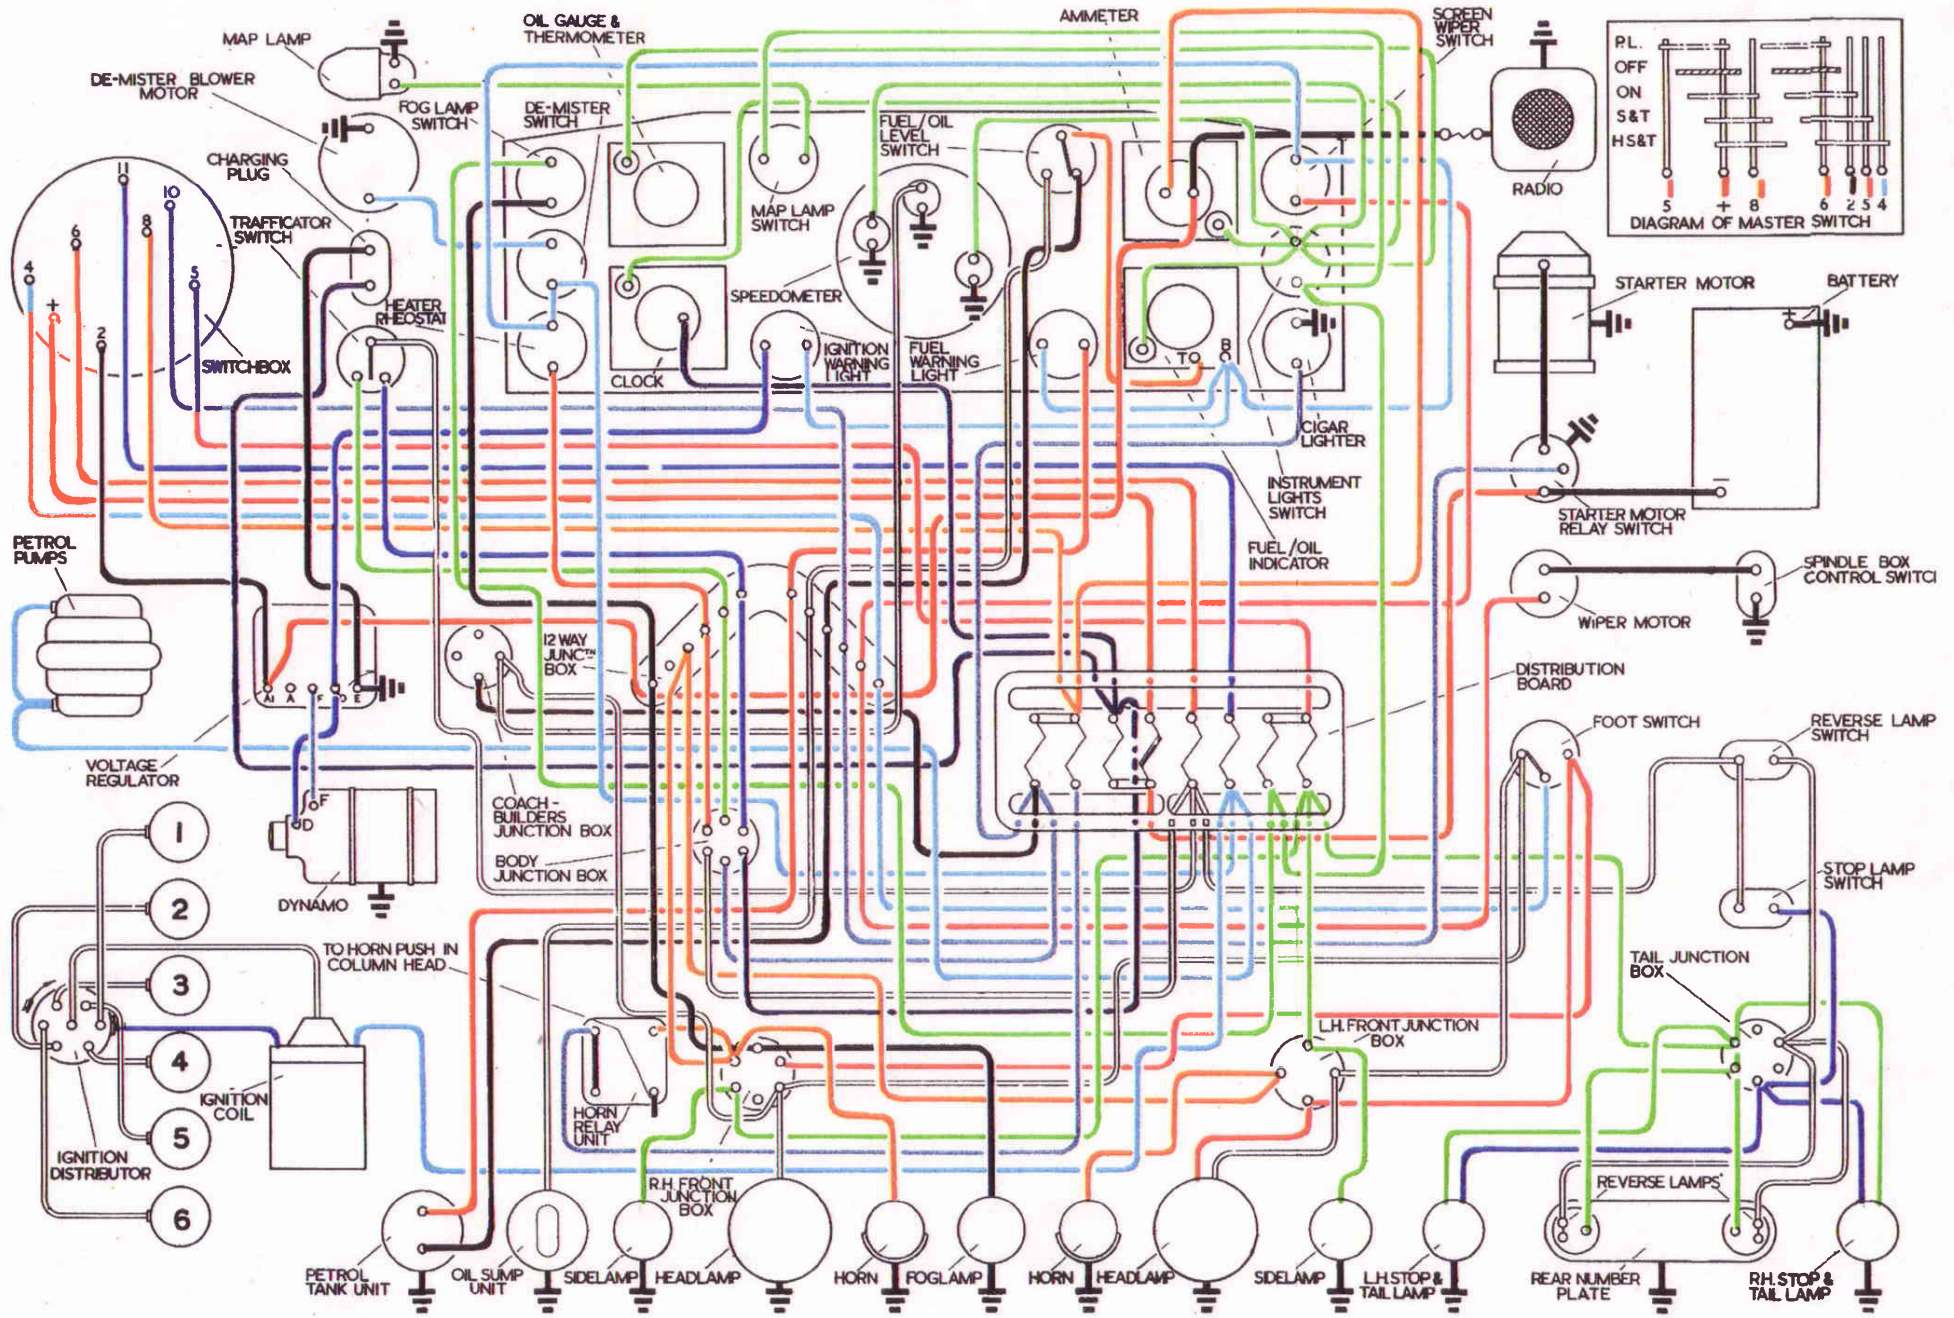 MAP LAMP
OIL GAUGE &
THERMOMETER
AMMETER
SCREEN
WIPER
SWITCH
DE-MISTER BLOWER
MOTOR
FOG LAMP
SWITCH
DE-MISTER
SWITCH
FUEL/OIL
LEVEL
SWITCH
RADIO
P.L.
OFF
ON
S&T
HS&T
5 + 8 6 2 5 4
DIAGRAM OF MASTER SWITCH
CHARGING
PLUG
TRAFFICATOR
SWITCH
MAP LAMP
SWITCH
11
10
8
6
4
5
+
2
SWITCHBOX
HEATER
RHEOSTAT
SPEEDOMETER
STARTER MOTOR
BATTERY
+
−
CLOCK
IGNITION
WARNING
LIGHT
FUEL
WARNING
LIGHT
T
B
CIGAR
LIGHTER
INSTRUMENT
LIGHTS
SWITCH
STARTER MOTOR
RELAY SWITCH
FUEL/OIL
INDICATOR
PETROL
PUMPS
SPINDLE BOX
CONTROL SWITC
WIPER MOTOR
12 WAY
JUNCTN
BOX
A1 A F D E
DISTRIBUTION
BOARD
FOOT SWITCH
REVERSE LAMP
SWITCH
VOLTAGE
REGULATOR
F
D
COACH-
BUILDERS
JUNCTION BOX
BODY
JUNCTION BOX
DYNAMO
STOP LAMP
SWITCH
TO HORN PUSH IN
COLUMN HEAD
TAIL JUNCTION
BOX
1
2
3
4
5
6
L.H. FRONT JUNCTION
BOX
IGNITION
COIL
HORN
RELAY
UNIT
IGNITION
DISTRIBUTOR
R.H. FRONT
JUNCTION
BOX
REVERSE LAMPS
PETROL
TANK UNIT
OIL SUMP
UNIT
SIDELAMP
HEADLAMP
HORN
FOGLAMP
HORN
HEADLAMP
SIDELAMP
L.H. STOP &
TAIL LAMP
REAR NUMBER
PLATE
R.H. STOP &
TAIL LAMP